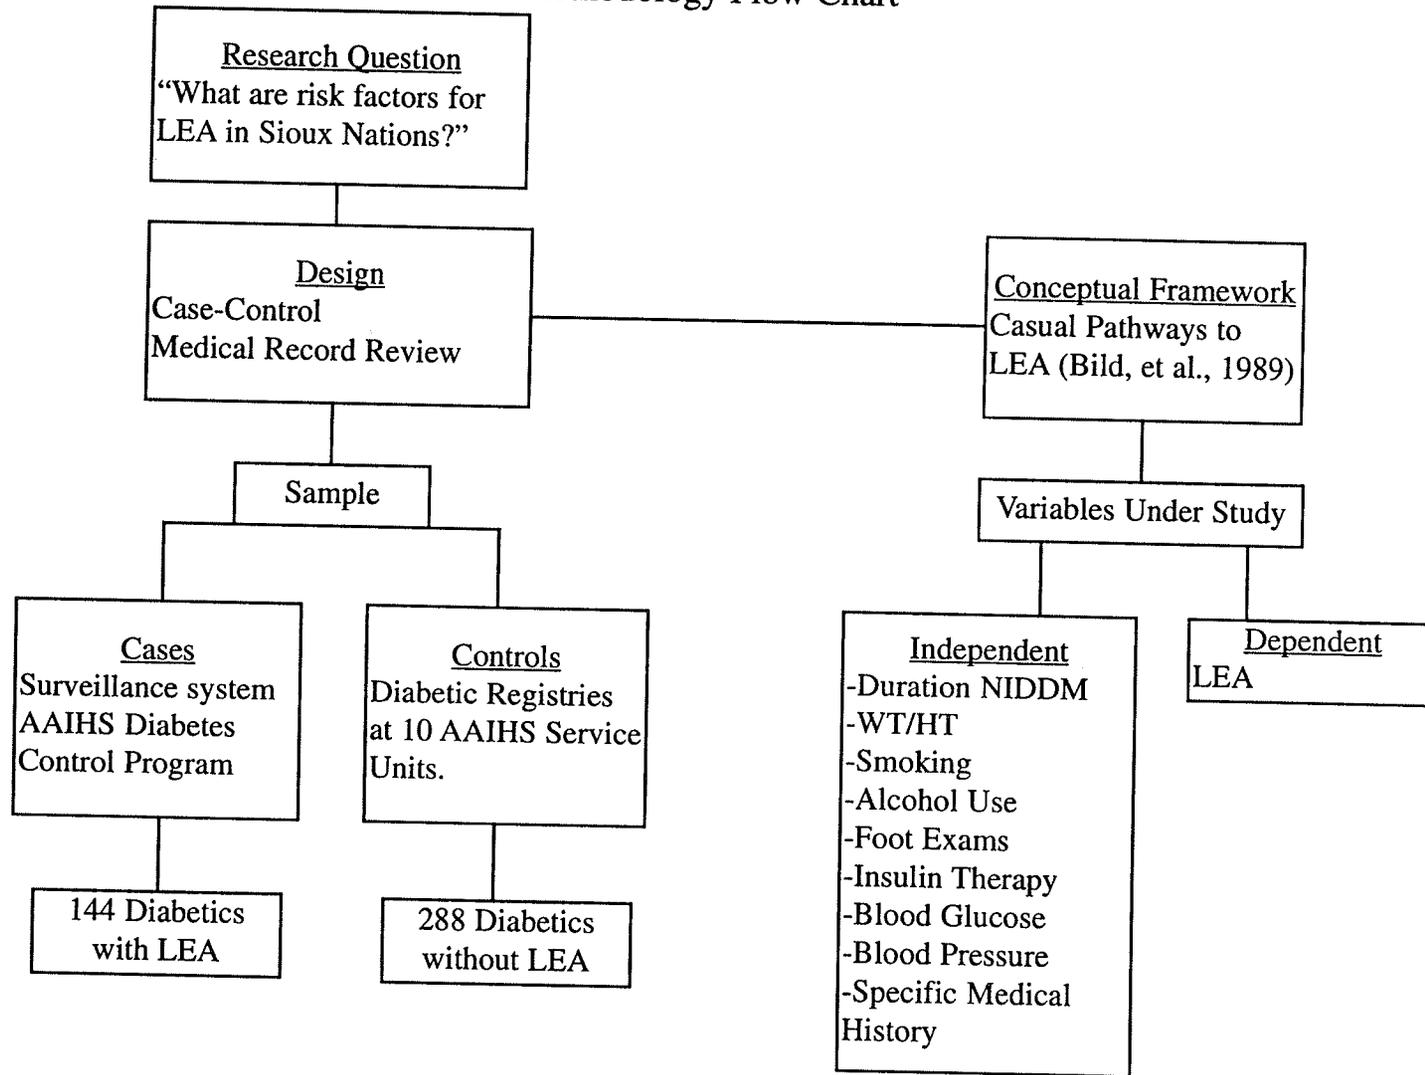 Flow Chart
Research Question
“What are risk factors for
LEA in Sioux Nations?”
Design
Case-Control
Medical Record Review
Conceptual Framework
Casual Pathways to
LEA (Bild, et al., 1989)
Sample
Variables Under Study
Cases
Surveillance system
AAIHS Diabetes
Control Program
Controls
Diabetic Registries
at 10 AAIHS Service
Units.
Independent
-Duration NIDDM
-WT/HT
-Smoking
-Alcohol Use
-Foot Exams
-Insulin Therapy
-Blood Glucose
-Blood Pressure
-Specific Medical
History
Dependent
LEA
144 Diabetics
with LEA
288 Diabetics
without LEA